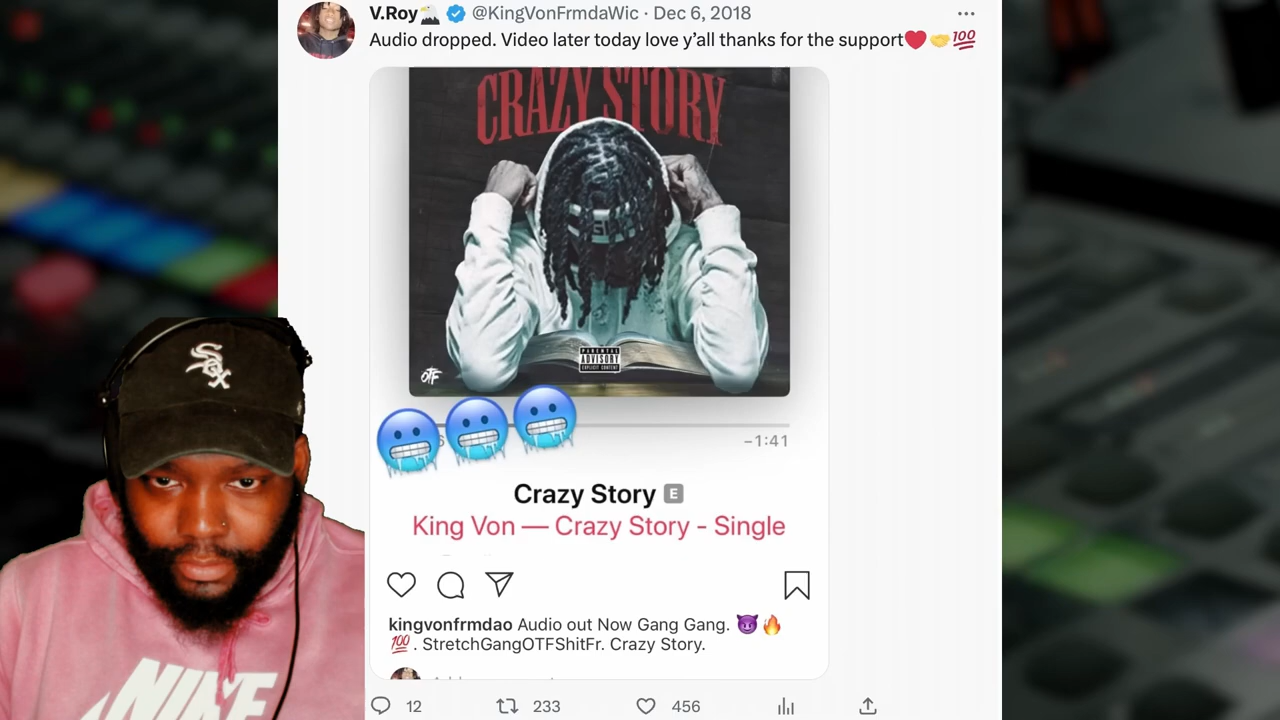 V.Roy🦅 @KingVonFrmdaWic · Dec 6, 2018
Audio dropped. Video later today love y’all thanks for the support❤️🤝💯
CRAZY STORY
PARENTAL
ADVISORY
EXPLICIT CONTENT
OTF
-1:41
Crazy Story E
King Von — Crazy Story - Single
kingvonfrmdao Audio out Now Gang Gang. 😈🔥
💯. StretchGangOTFShitFr. Crazy Story.
12 233 456
SOX
NIKE